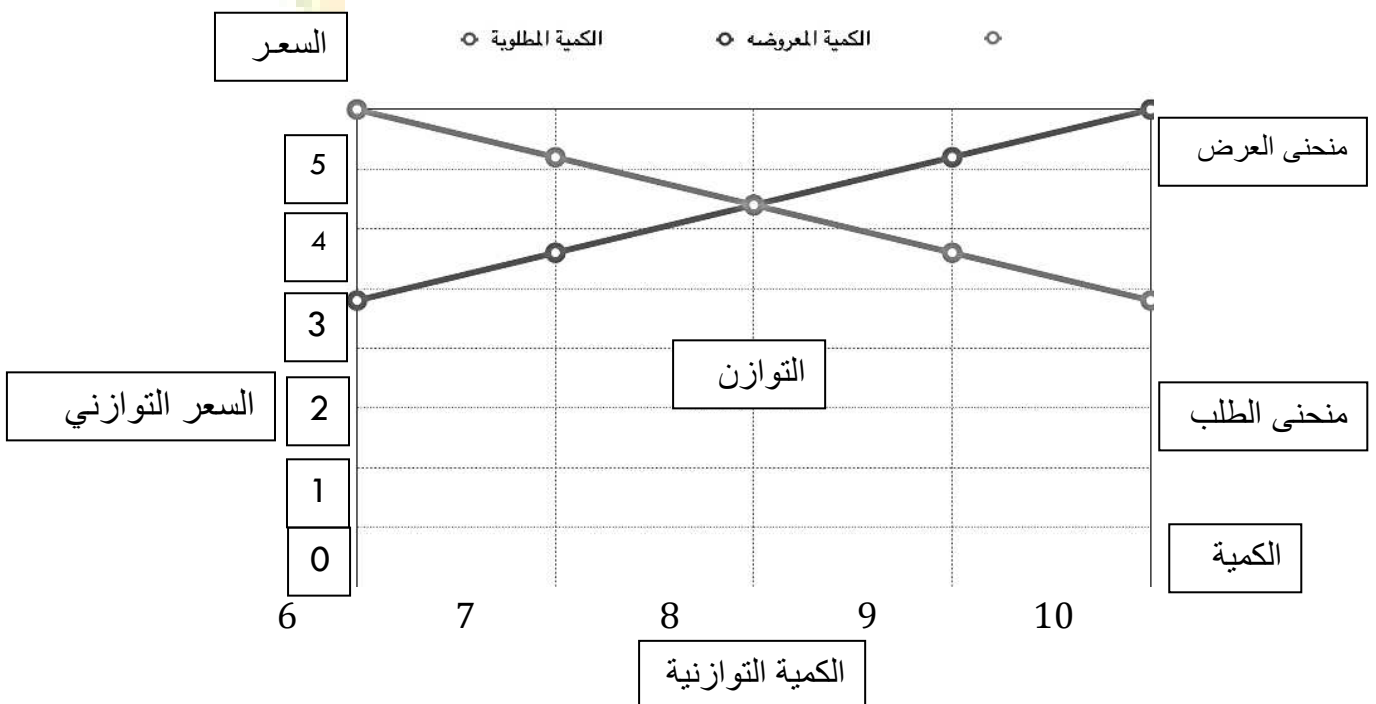 السعر
الكمية المطلوبة
الكمية المعروضه
منحنى العرض
5
4
3
التوازن
السعر التوازني
2
منحنى الطلب
1
0
الكمية
6 7 8 9 10
الكمية التوازنية